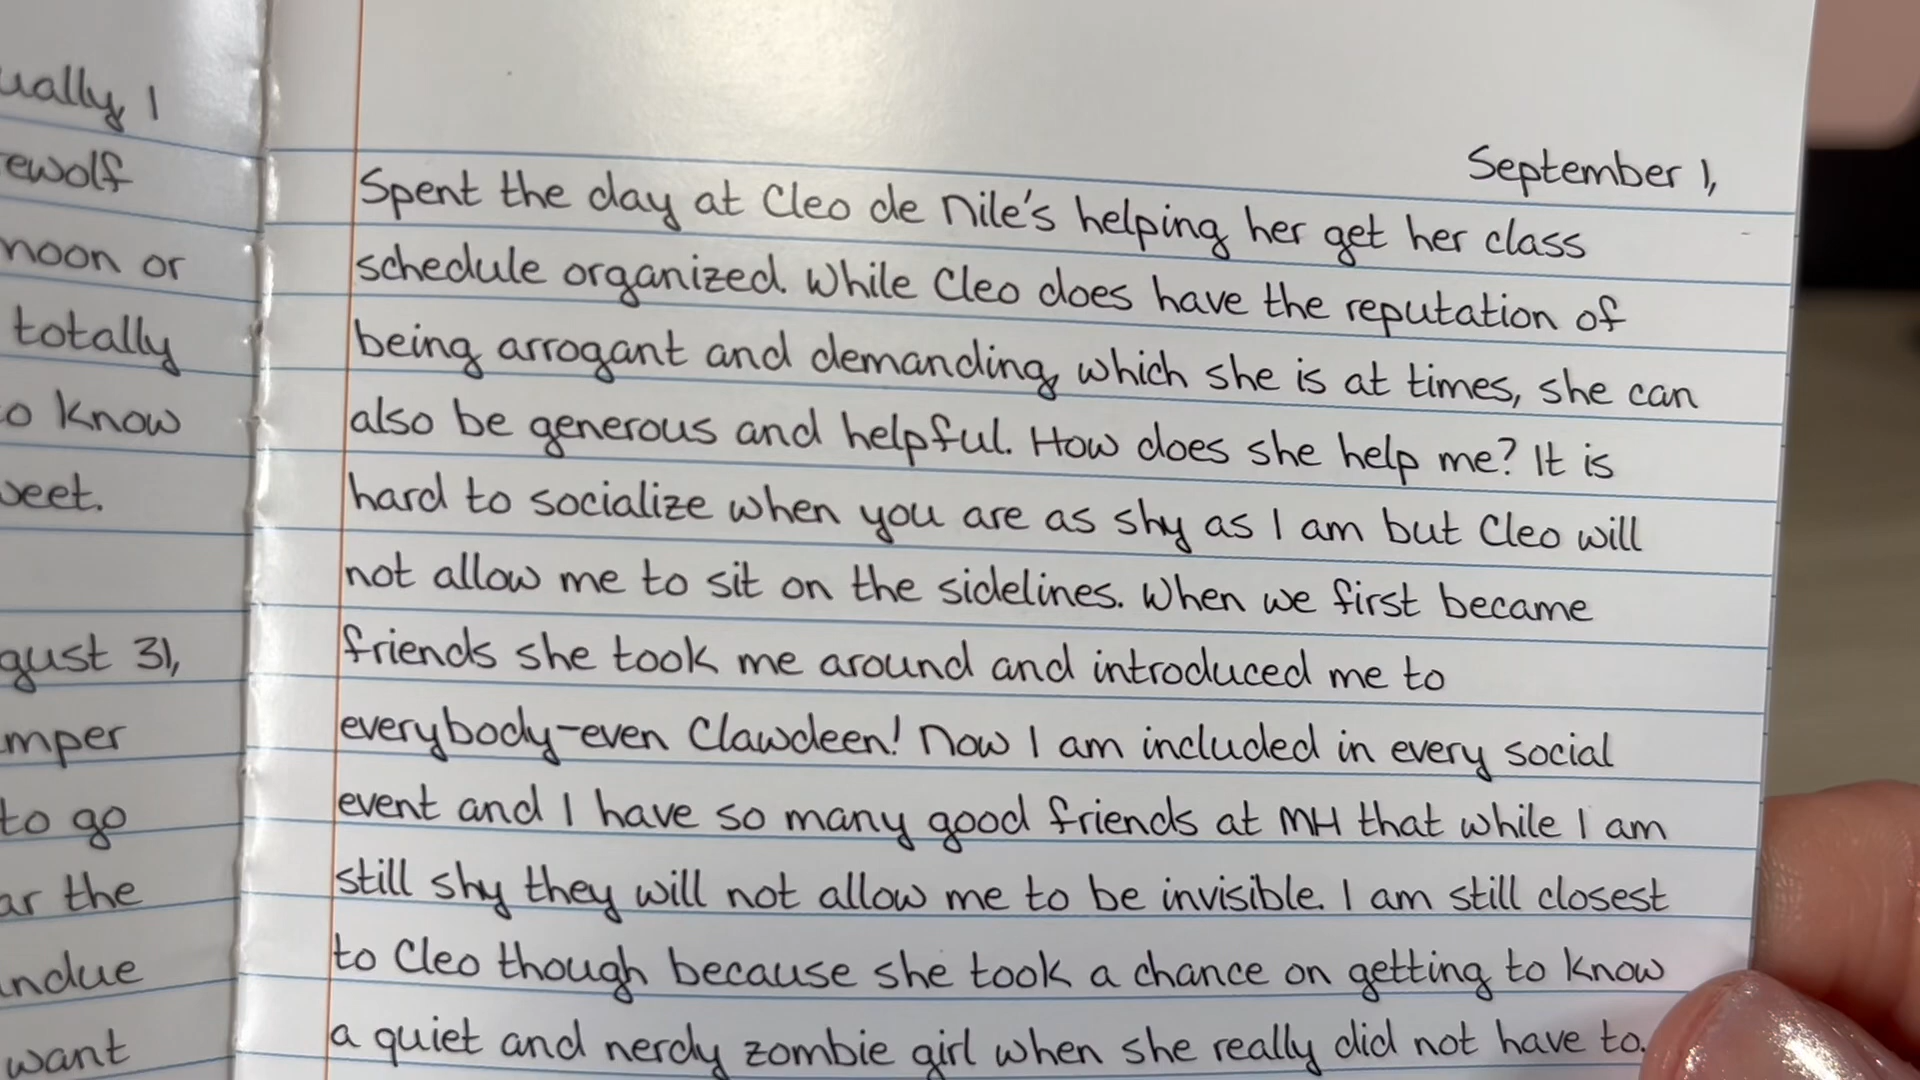 ually, I
ewolf
moon or
totally
o know
weet.
gust 31,
mper
to go
ar the
ndue
want
September 1,
Spent the day at Cleo de Nile's helping her get her class
schedule organized. While Cleo does have the reputation of
being arrogant and demanding, which she is at times, she can
also be generous and helpful. How does she help me? It is
hard to socialize when you are as shy as I am but Cleo will
not allow me to sit on the sidelines. When we first became
friends she took me around and introduced me to
everybody-even Clawdeen! Now I am included in every social
event and I have so many good friends at MH that while I am
still shy they will not allow me to be invisible. I am still closest
to Cleo though because she took a chance on getting to know
a quiet and nerdy zombie girl when she really did not have to.